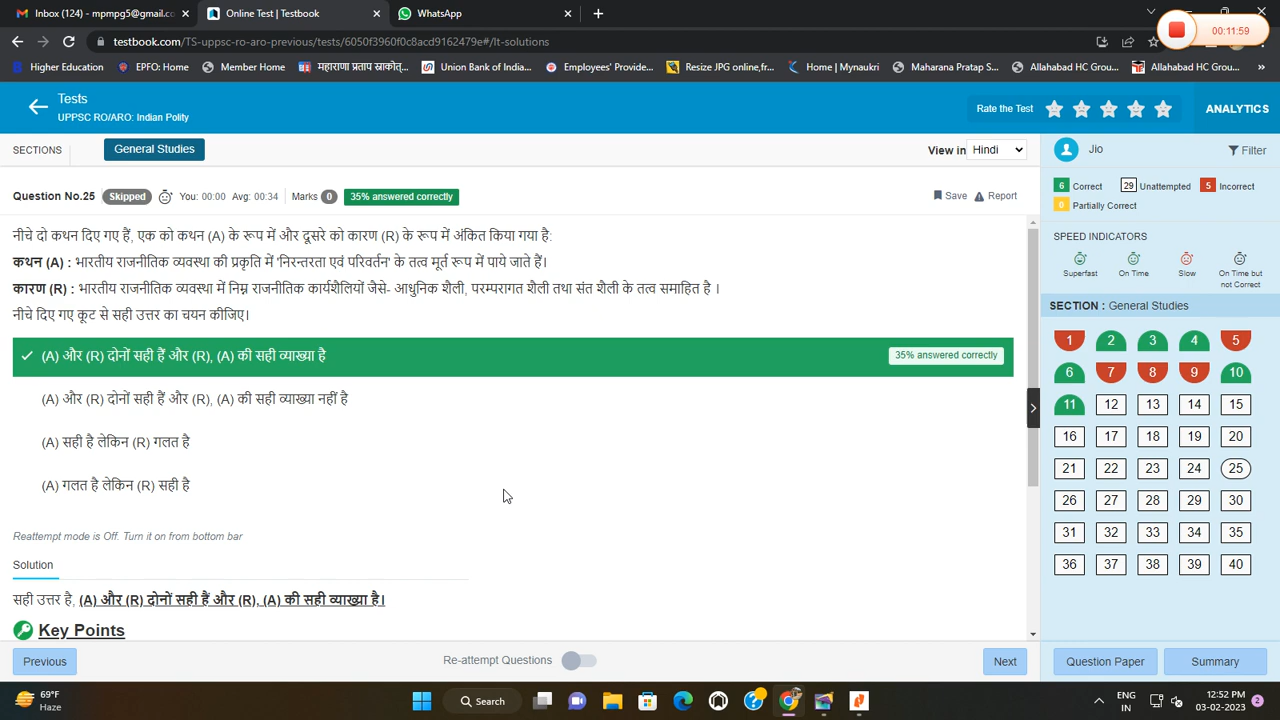 Inbox (124) - mpmpg5@gmail.co
Online Test | Testbook
WhatsApp
00:11:59
testbook.com/TS-uppsc-ro-aro-previous/tests/6050f3960f0c8acd9162479e#/lt-solutions
Higher Education
EPFO: Home
Member Home
महाराणा प्रताप स्नाकोत्...
Union Bank of India...
Employees' Provide...
Resize JPG online,fr...
Home | Mynaukri
Maharana Pratap S...
Allahabad HC Grou...
Allahabad HC Grou...
Tests
UPPSC RO/ARO: Indian Polity
Rate the Test
ANALYTICS
SECTIONS
General Studies
View in Hindi
Jio
Filter
Question No.25 Skipped You: 00:00 Avg: 00:34 Marks 0 35% answered correctly
Save Report
6 Correct 29 Unattempted 5 Incorrect
0 Partially Correct
नीचे दो कथन दिए गए हैं, एक को कथन (A) के रूप में और दूसरे को कारण (R) के रूप में अंकित किया गया है:
कथन (A) : भारतीय राजनीतिक व्यवस्था की प्रकृति में 'निरन्तरता एवं परिवर्तन' के तत्व मूर्त रूप में पाये जाते हैं।
कारण (R) : भारतीय राजनीतिक व्यवस्था में निम्न राजनीतिक कार्यशैलियों जैसे- आधुनिक शैली, परम्परागत शैली तथा संत शैली के तत्व समाहित है ।
नीचे दिए गए कूट से सही उत्तर का चयन कीजिए।
(A) और (R) दोनों सही हैं और (R), (A) की सही व्याख्या है
35% answered correctly
(A) और (R) दोनों सही हैं और (R), (A) की सही व्याख्या नहीं है
(A) सही है लेकिन (R) गलत है
(A) गलत है लेकिन (R) सही है
Reattempt mode is Off. Turn it on from bottom bar
Solution
सही उत्तर है, (A) और (R) दोनों सही हैं और (R), (A) की सही व्याख्या है।
Key Points
SPEED INDICATORS
Superfast
On Time
Slow
On Time but
not Correct
SECTION : General Studies
1 2 3 4 5
6 7 8 9 10
11 12 13 14 15
16 17 18 19 20
21 22 23 24 25
26 27 28 29 30
31 32 33 34 35
36 37 38 39 40
Previous
Re-attempt Questions
Next
Question Paper
Summary
69°F
Haze
Search
ENG
IN
12:52 PM
03-02-2023
2